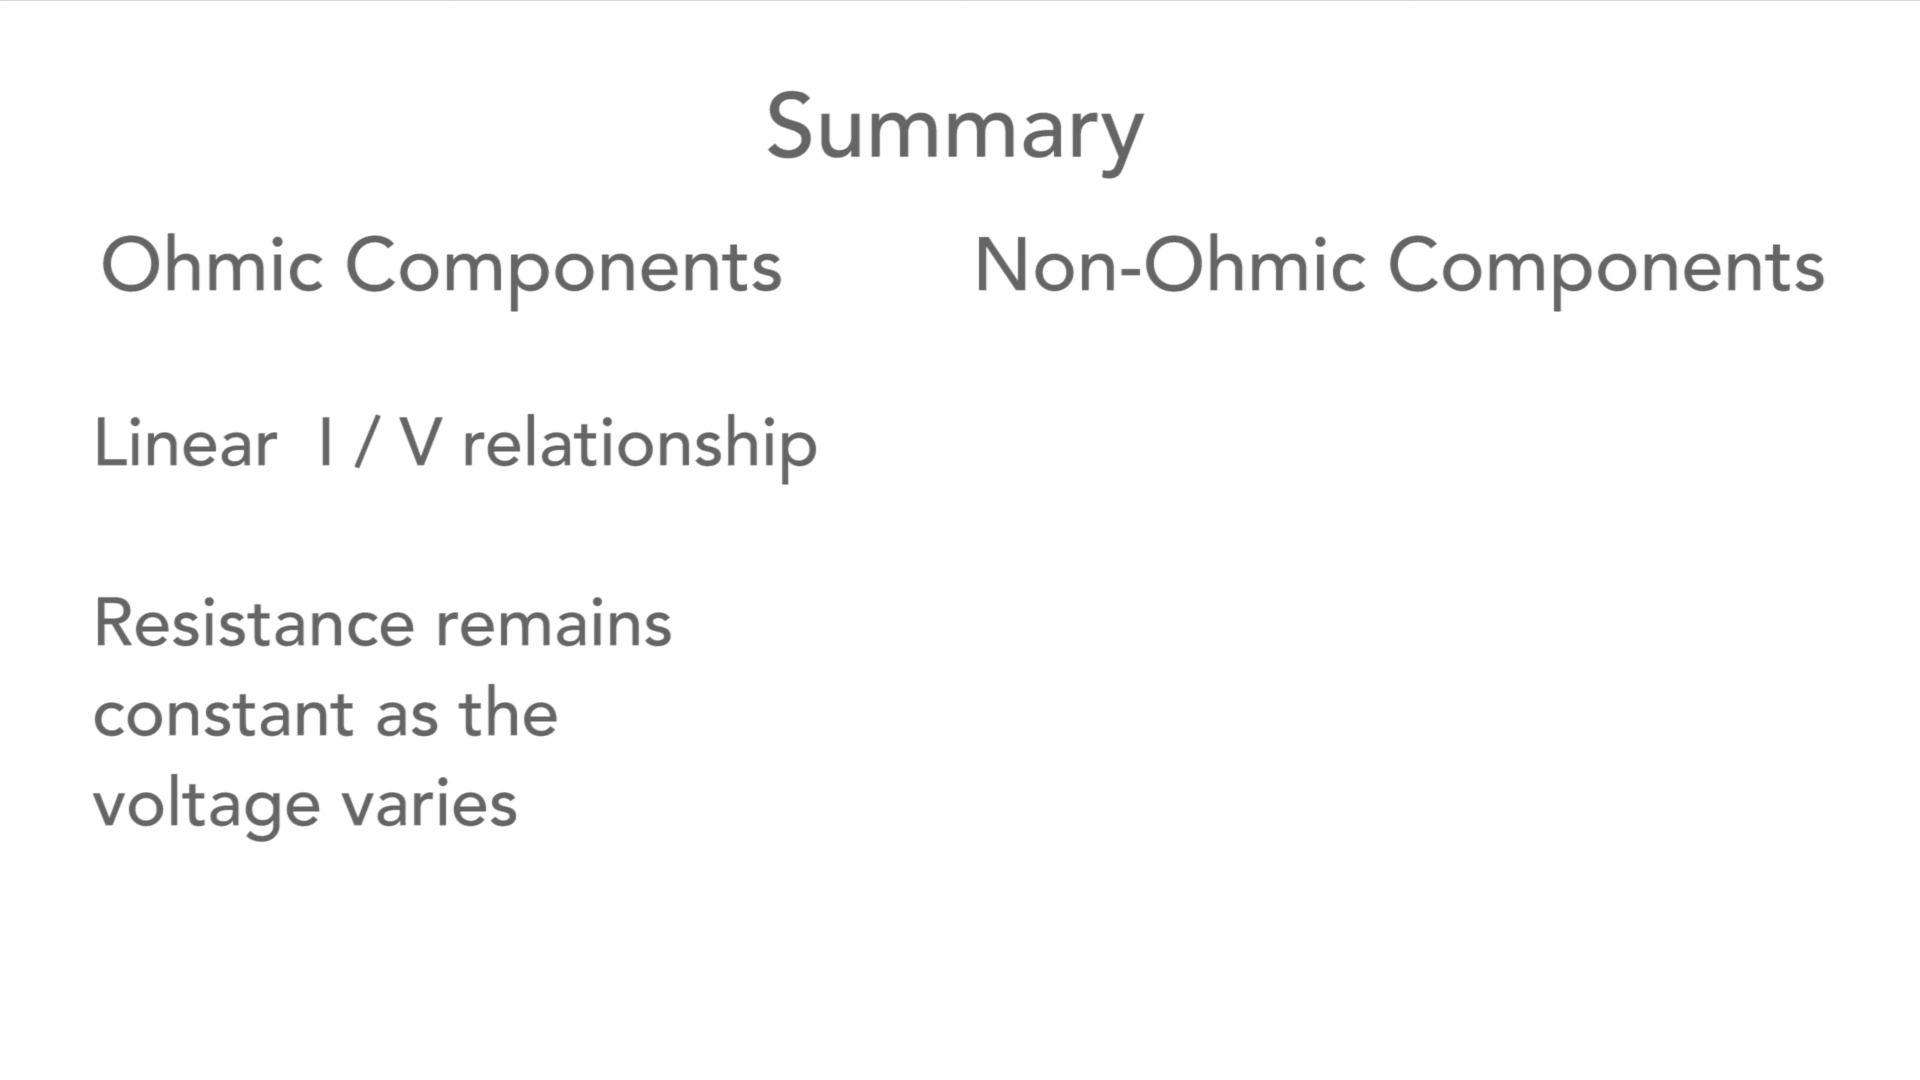 Summary
Ohmic Components
Non-Ohmic Components
Linear I / V relationship
Resistance remains
constant as the
voltage varies